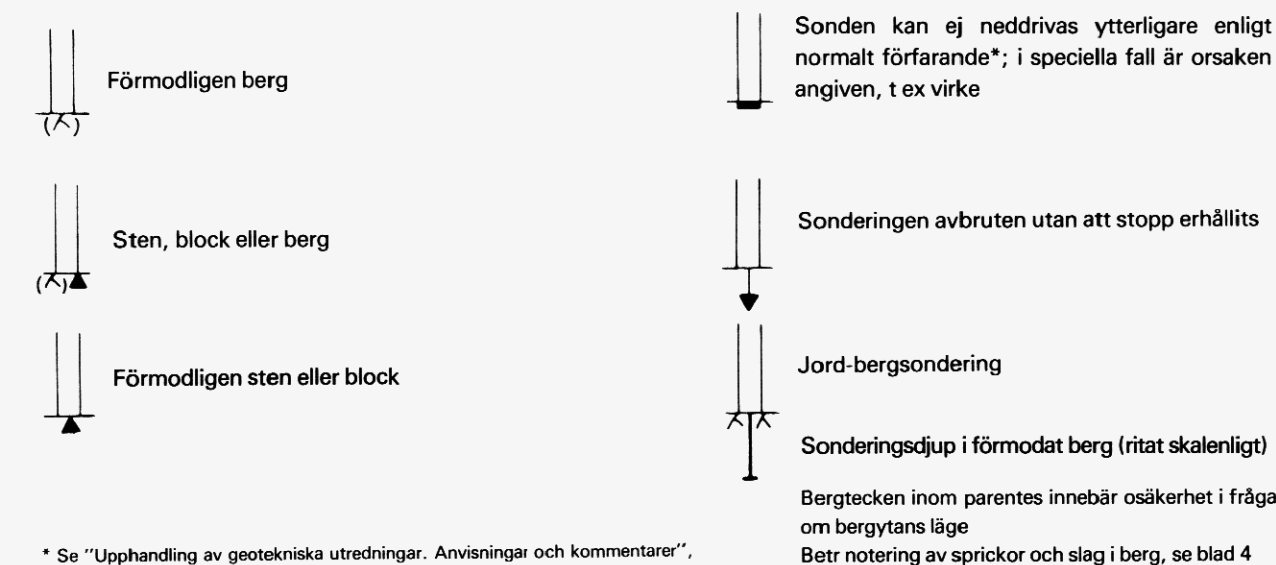 Förmodligen berg
Sten, block eller berg
Förmodligen sten eller block
* Se "Upphandling av geotekniska utredningar. Anvisningar och kommentarer",
Sonden kan ej neddrivas ytterligare enligt
normalt förfarande*; i speciella fall är orsaken
angiven, t ex virke
Sonderingen avbruten utan att stopp erhållits
Jord-bergsondering
Sonderingsdjup i förmodat berg (ritat skalenligt)
Bergtecken inom parentes innebär osäkerhet i fråga
om bergytans läge
Betr notering av sprickor och slag i berg, se blad 4